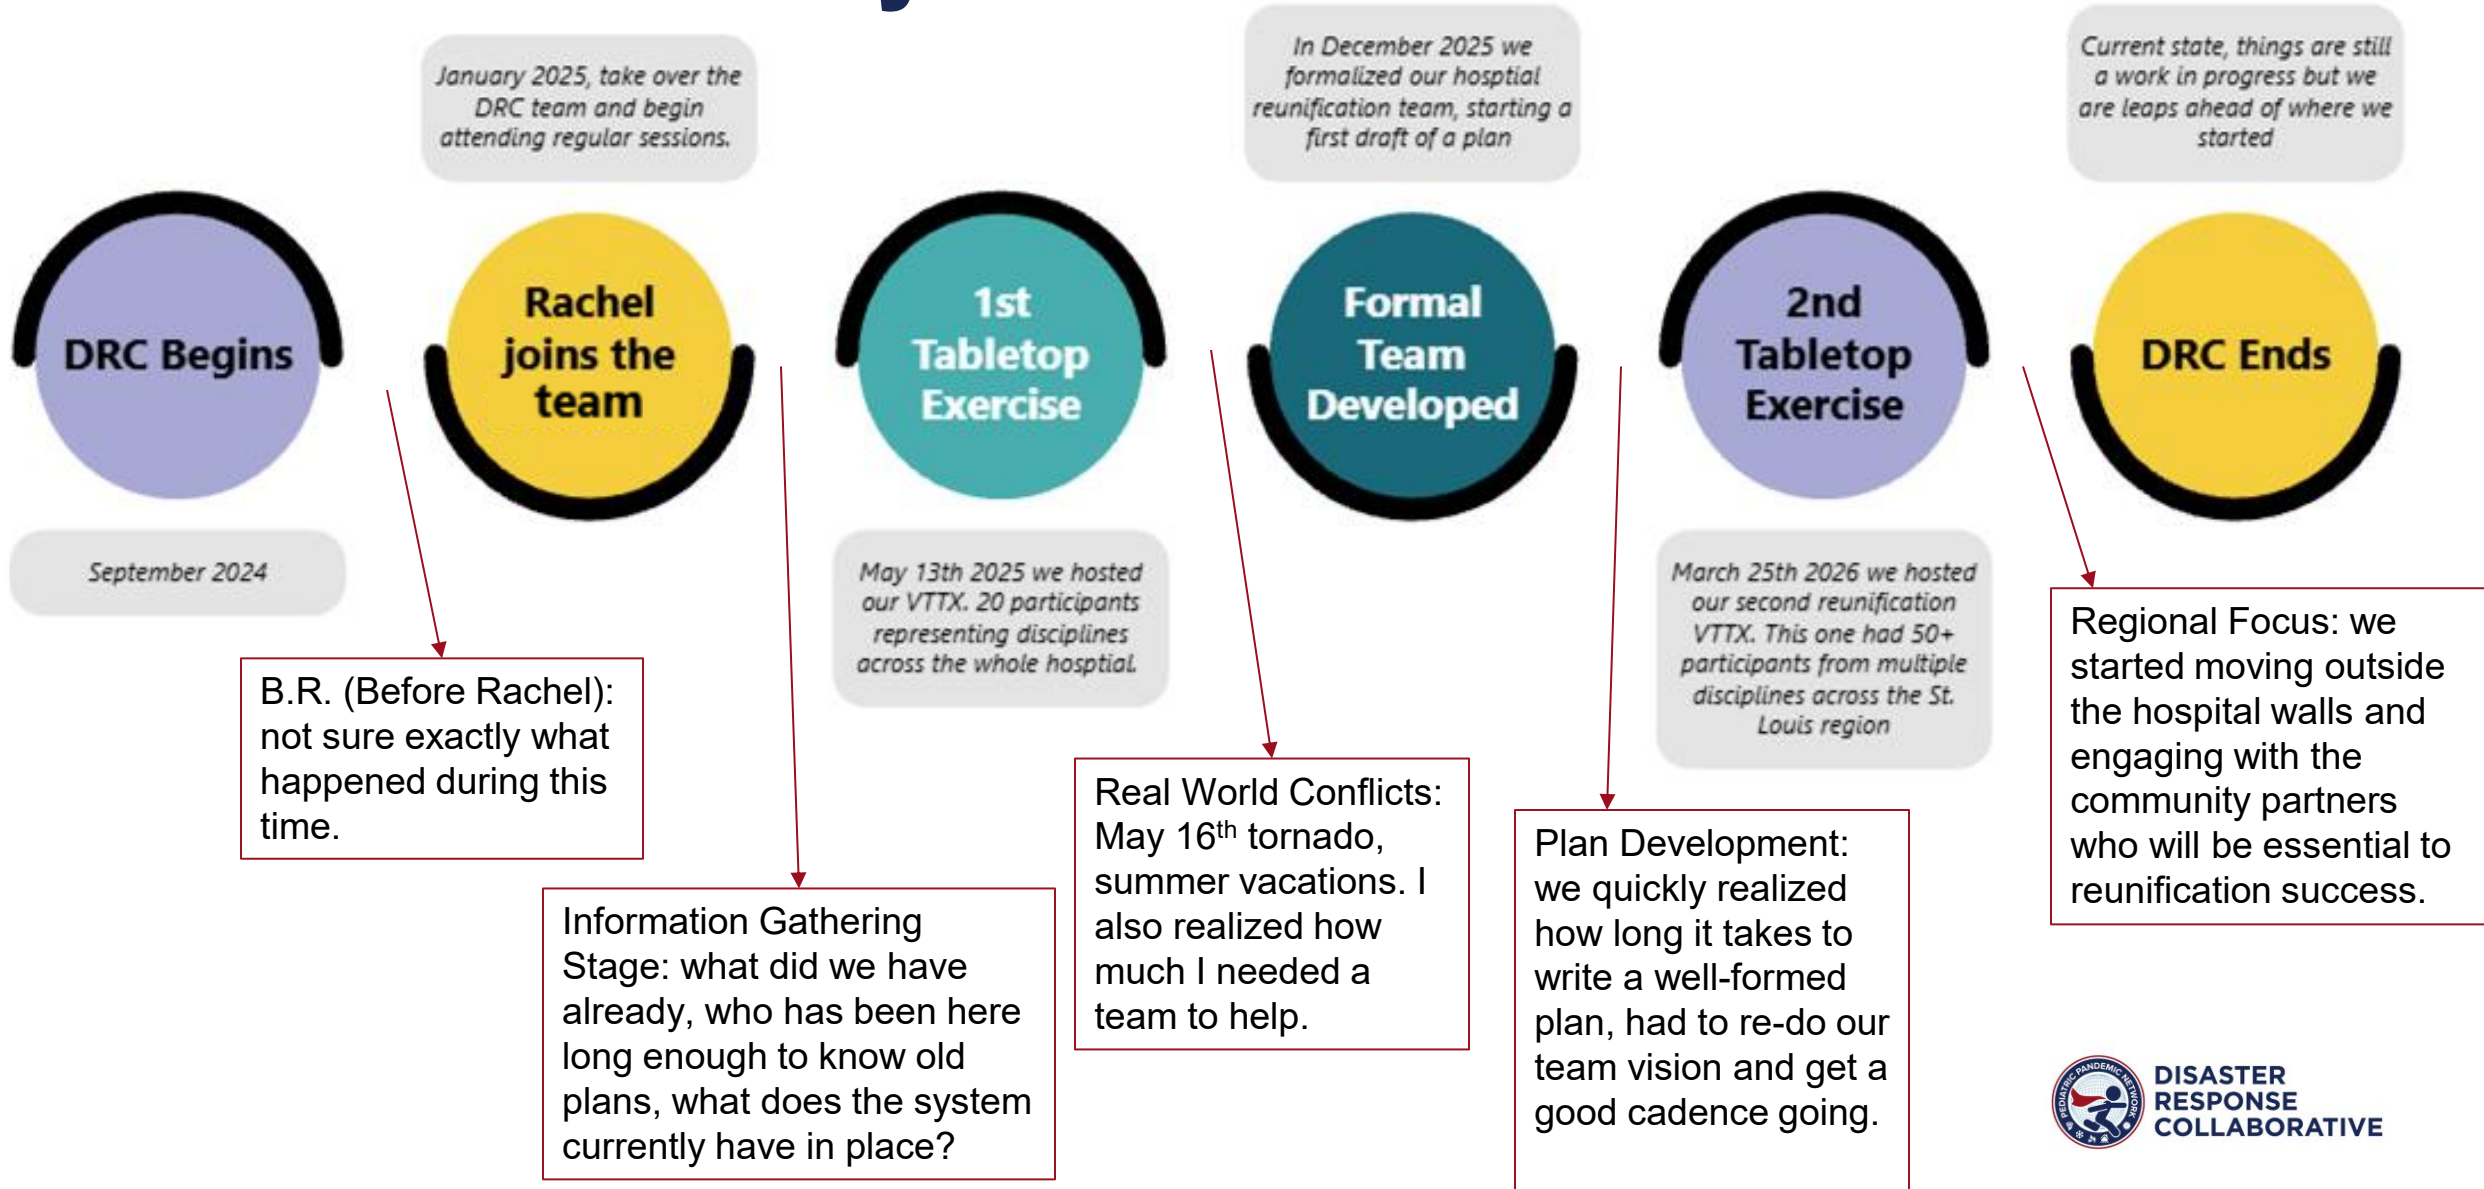 January 2025, take over the
DRC team and begin
attending regular sessions.
In December 2025 we
formalized our hosptial
reunification team, starting a
first draft of a plan
Current state, things are still
a work in progress but we
are leaps ahead of where we
started
DRC Begins
Rachel
joins the
team
1st
Tabletop
Exercise
Formal
Team
Developed
2nd
Tabletop
Exercise
DRC Ends
September 2024
May 13th 2025 we hosted
our VTTX. 20 participants
representing disciplines
across the whole hosptial.
March 25th 2026 we hosted
our second reunification
VTTX. This one had 50+
participants from multiple
disciplines across the St.
Louis region
B.R. (Before Rachel):
not sure exactly what
happened during this
time.
Information Gathering
Stage: what did we have
already, who has been here
long enough to know old
plans, what does the system
currently have in place?
Real World Conflicts:
May 16th tornado,
summer vacations. I
also realized how
much I needed a
team to help.
Plan Development:
we quickly realized
how long it takes to
write a well-formed
plan, had to re-do our
team vision and get a
good cadence going.
Regional Focus: we
started moving outside
the hospital walls and
engaging with the
community partners
who will be essential to
reunification success.
PEDIATRIC PANDEMIC NETWORK
DISASTER
RESPONSE
COLLABORATIVE